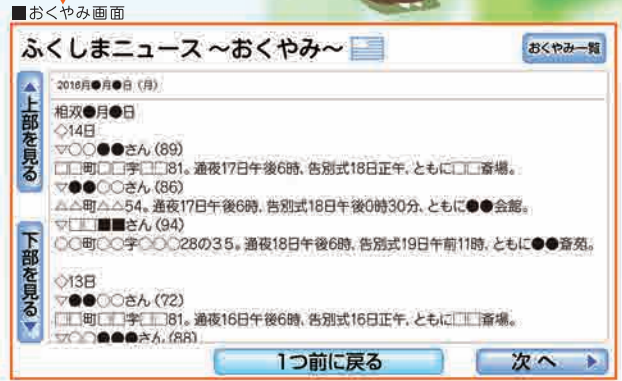 ■おくやみ画面
ふくしまニュース ～おくやみ～
おくやみ一覧
▲上部を見る
2016月●月●日（月）
相双●月●日
◇14日
▽○○●●さん（89）
□□町□□字□□81。通夜17日午後6時、告別式18日正午、ともに□□斎場。
▽●●○○さん（86）
△△町△△54。通夜17日午後6時、告別式18日午後0時30分、ともに●●会館。
▽□□■■さん（94）
○○町○○字○○○28の35。通夜18日午後6時、告別式19日午前11時、ともに●●斎苑。
◇13日
▽●●○○さん（72）
□□町□□字□□81。通夜16日午後6時、告別式16日正午、ともに□□斎場。
▽○○●●●さん（88）
下部を見る▼
1つ前に戻る
次へ ▶